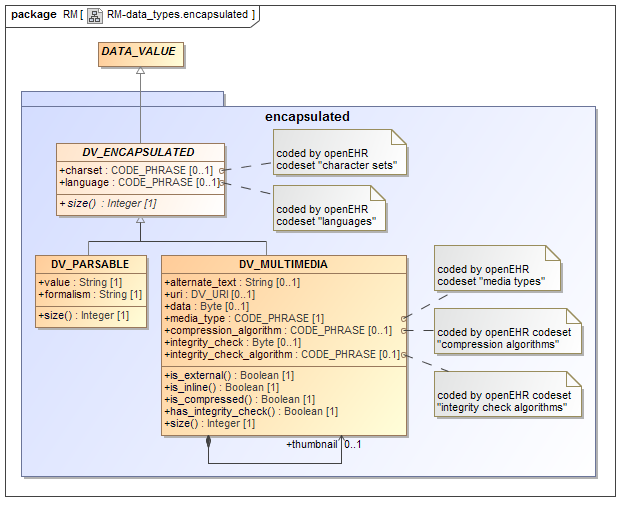 package RM [ RM-data_types.encapsulated ]
DATA_VALUE
encapsulated
DV_ENCAPSULATED
+charset : CODE_PHRASE [0..1]
+language : CODE_PHRASE [0..1]
+ size() : Integer [1]
coded by openEHR
codeset "character sets"
coded by openEHR
codeset "languages"
DV_PARSABLE
+value : String [1]
+formalism : String [1]
+size() : Integer [1]
DV_MULTIMEDIA
+alternate_text : String [0..1]
+uri : DV_URI [0..1]
+data : Byte [0..1]
+media_type : CODE_PHRASE [1]
+compression_algorithm : CODE_PHRASE [0..1]
+integrity_check : Byte [0..1]
+integrity_check_algorithm : CODE_PHRASE [0.1]
+is_external() : Boolean [1]
+is_inline() : Boolean [1]
+is_compressed() : Boolean [1]
+has_integrity_check() : Boolean [1]
+size() : Integer [1]
coded by openEHR
codeset "media types"
coded by openEHR codeset
"compression algorithms"
coded by openEHR codeset
"integrity check algorithms"
+thumbnail 0..1